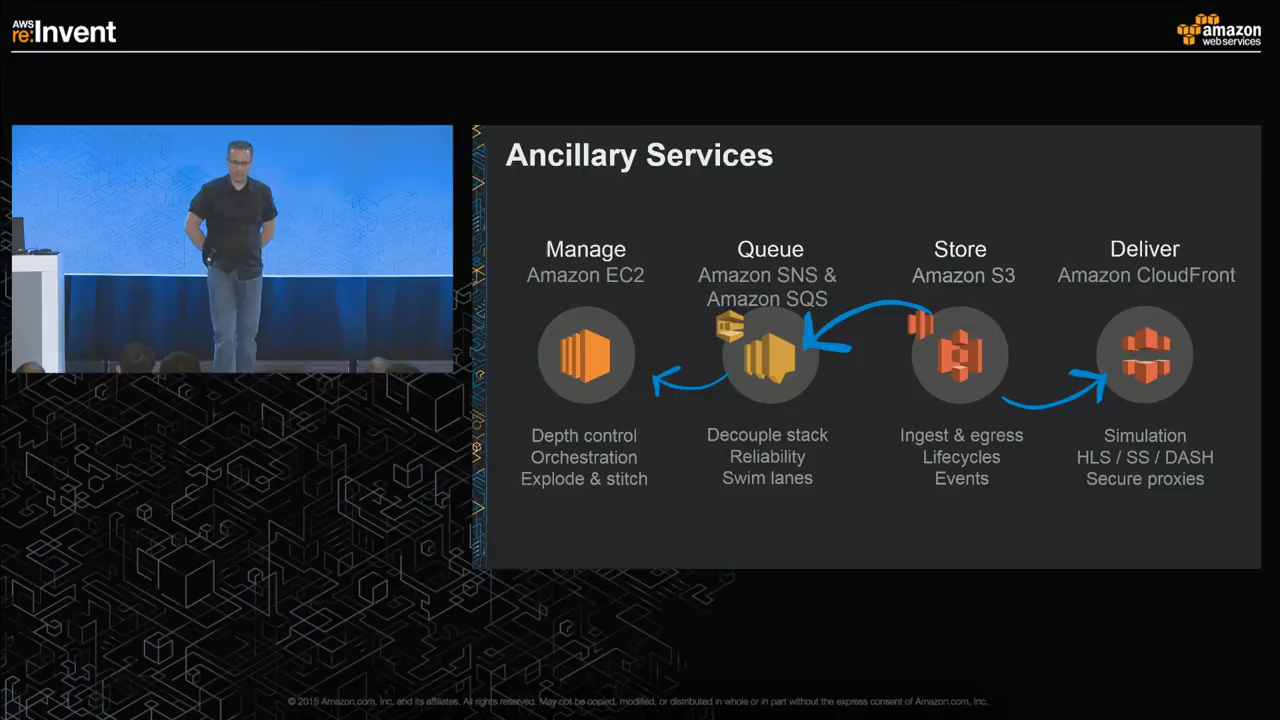 AWS
re:Invent
amazon
web services
Ancillary Services
Manage
Amazon EC2
Queue
Amazon SNS &
Amazon SQS
Store
Amazon S3
Deliver
Amazon CloudFront
Depth control
Orchestration
Explode & stitch
Decouple stack
Reliability
Swim lanes
Ingest & egress
Lifecycles
Events
Simulation
HLS / SS / DASH
Secure proxies
© 2015 Amazon.com, Inc. and its affiliates. All rights reserved. May not be copied, modified, or distributed in whole or in part without the express consent of Amazon.com, Inc.